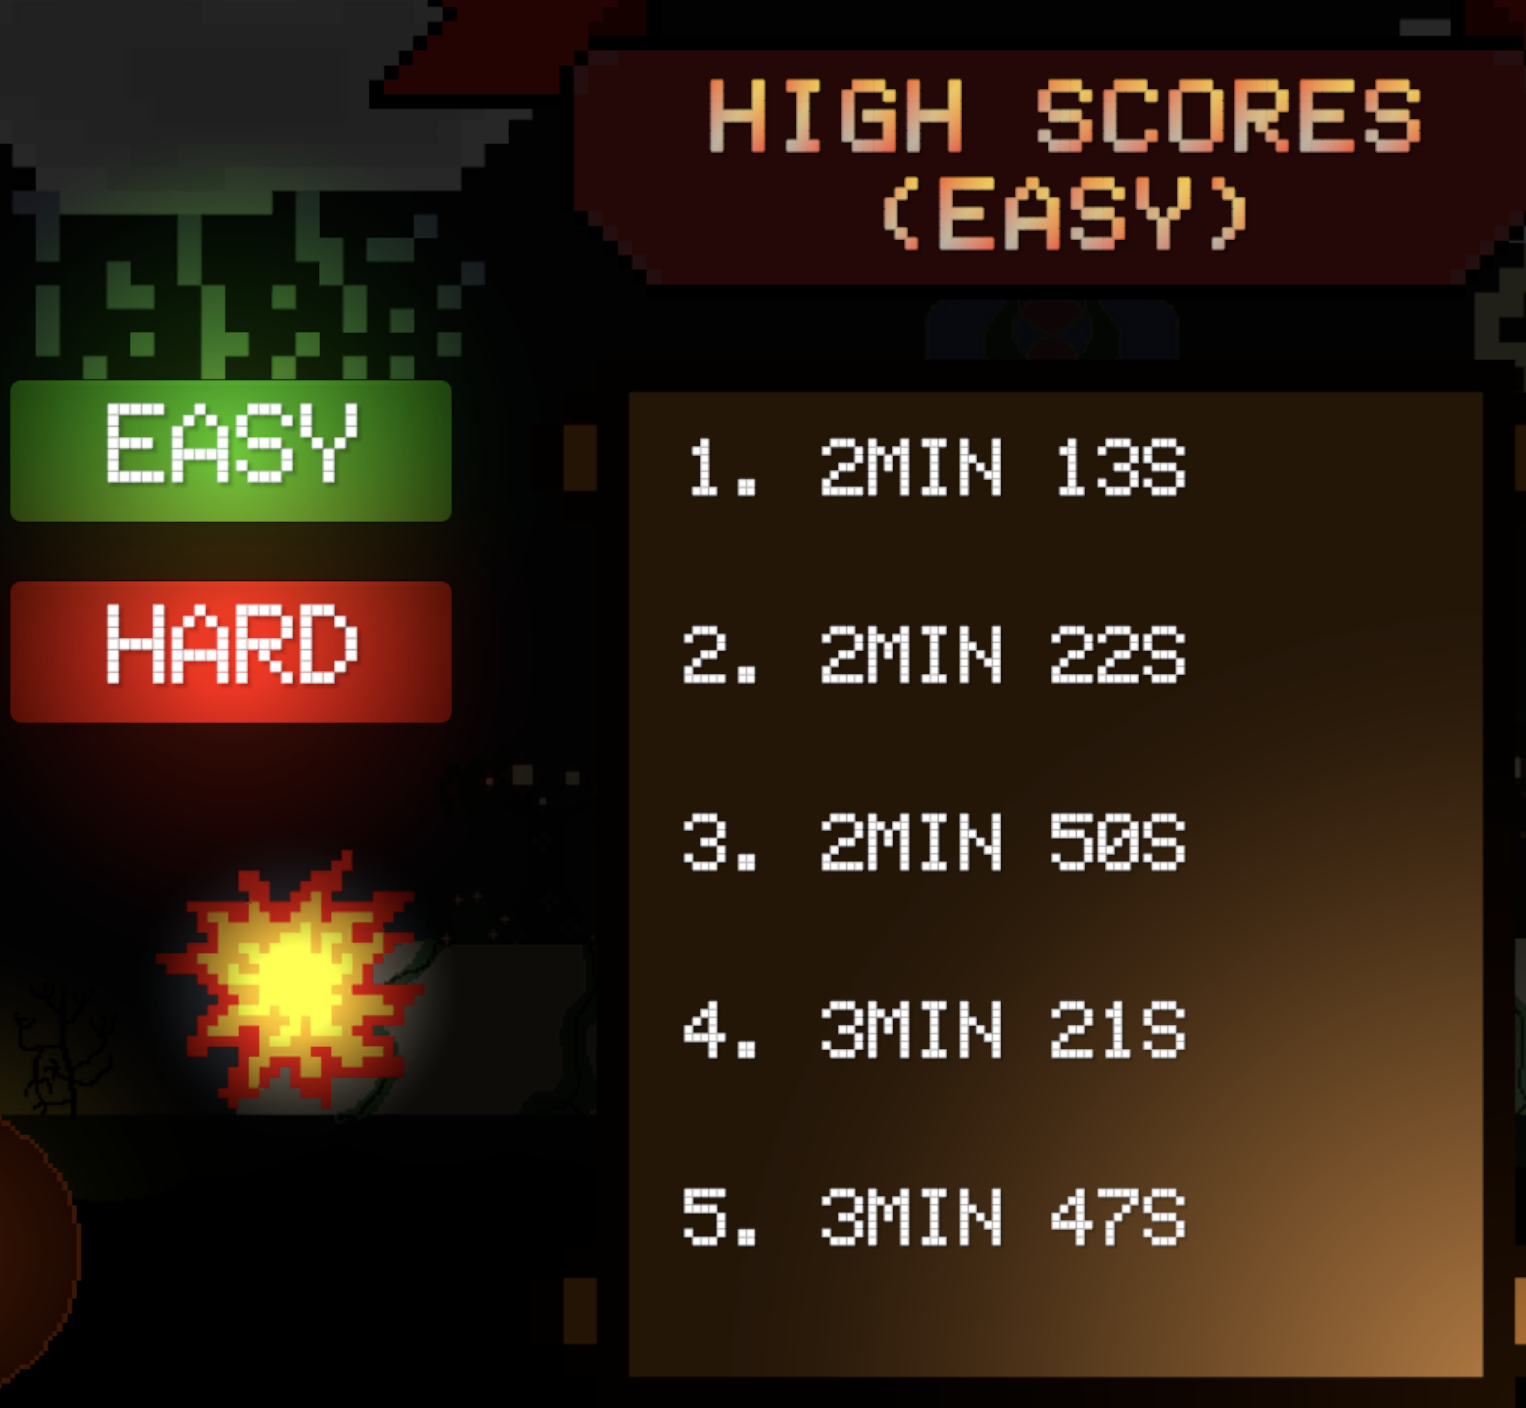 HIGH SCORES
(EASY)
EASY
HARD
1. 2MIN 13S
2. 2MIN 22S
3. 2MIN 50S
4. 3MIN 21S
5. 3MIN 47S